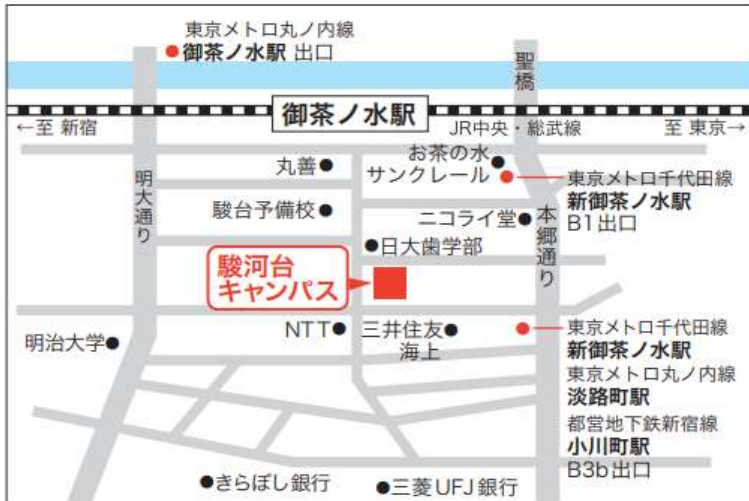 東京メトロ丸ノ内線
御茶ノ水駅 出口
聖橋
御茶ノ水駅
←至 新宿
JR中央・総武線
至 東京→
明大通り
丸善
お茶の水
サンクレール
東京メトロ千代田線
新御茶ノ水駅
B1出口
駿台予備校
ニコライ堂
本郷通り
日大歯学部
駿河台
キャンパス
明治大学
NTT
三井住友
海上
東京メトロ千代田線
新御茶ノ水駅
東京メトロ丸ノ内線
淡路町駅
都営地下鉄新宿線
小川町駅
B3b出口
きらぼし銀行
三菱UFJ銀行